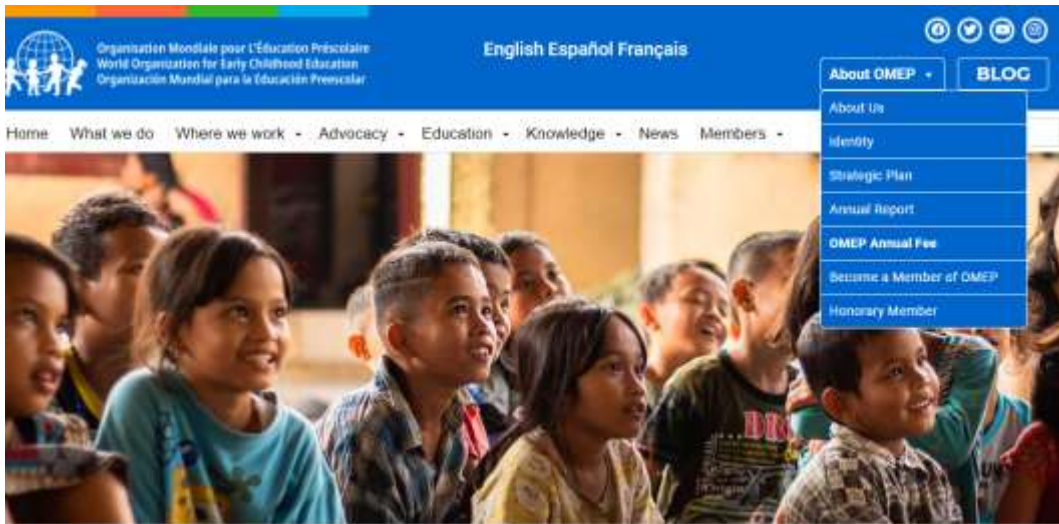 Organisation Mondiale pour L'Éducation Préscolaire
World Organization for Early Childhood Education
Organización Mundial para la Educación Preescolar
English Español Français
About OMEP
BLOG
About Us
Identity
Strategic Plan
Annual Report
OMEP Annual Fee
Become a Member of OMEP
Honorary Member
Home What we do Where we work - Advocacy - Education - Knowledge - News Members -